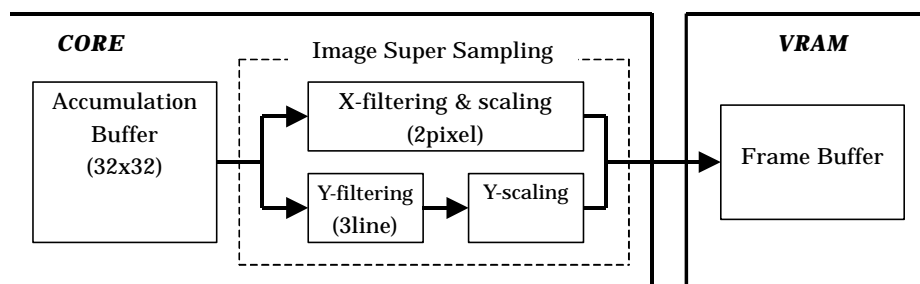 CORE
VRAM
Image Super Sampling
Accumulation
Buffer
(32x32)
X-filtering & scaling
(2pixel)
Y-filtering
(3line)
Y-scaling
Frame Buffer